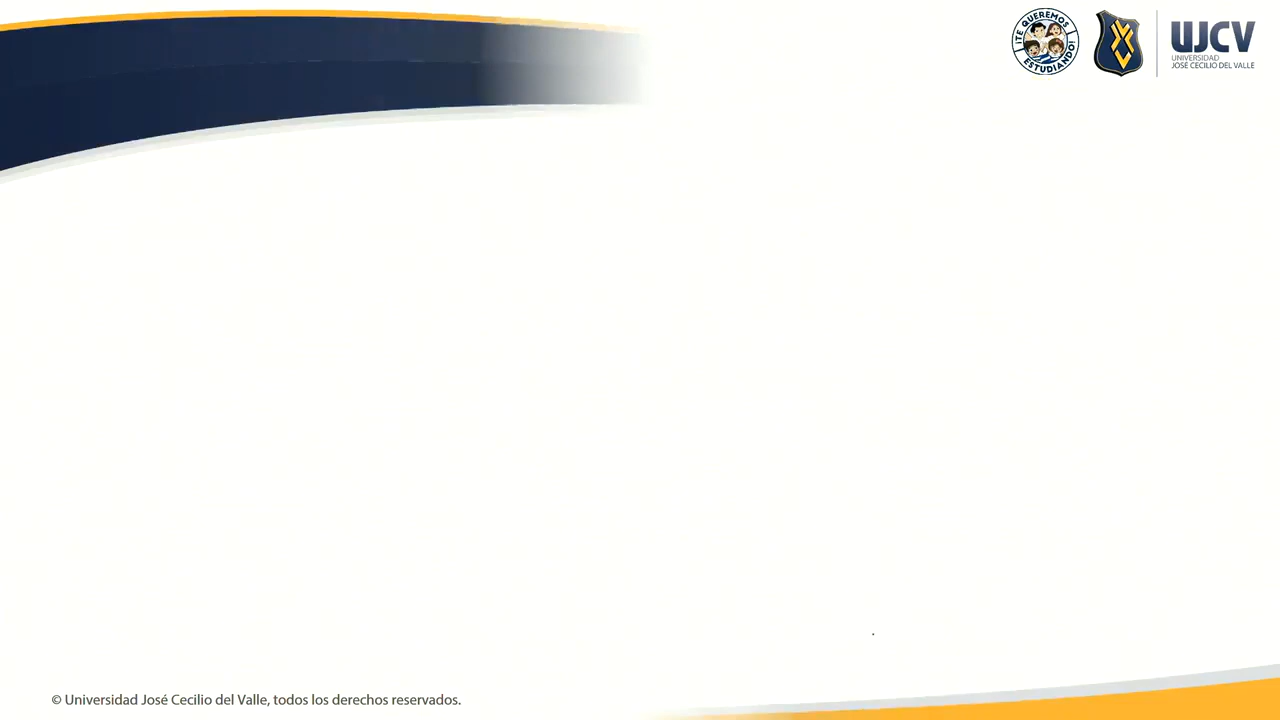 ¡TE QUEREMOS
ESTUDIANDO!
UJCV
UNIVERSIDAD
JOSÉ CECILIO DEL VALLE
© Universidad José Cecilio del Valle, todos los derechos reservados.